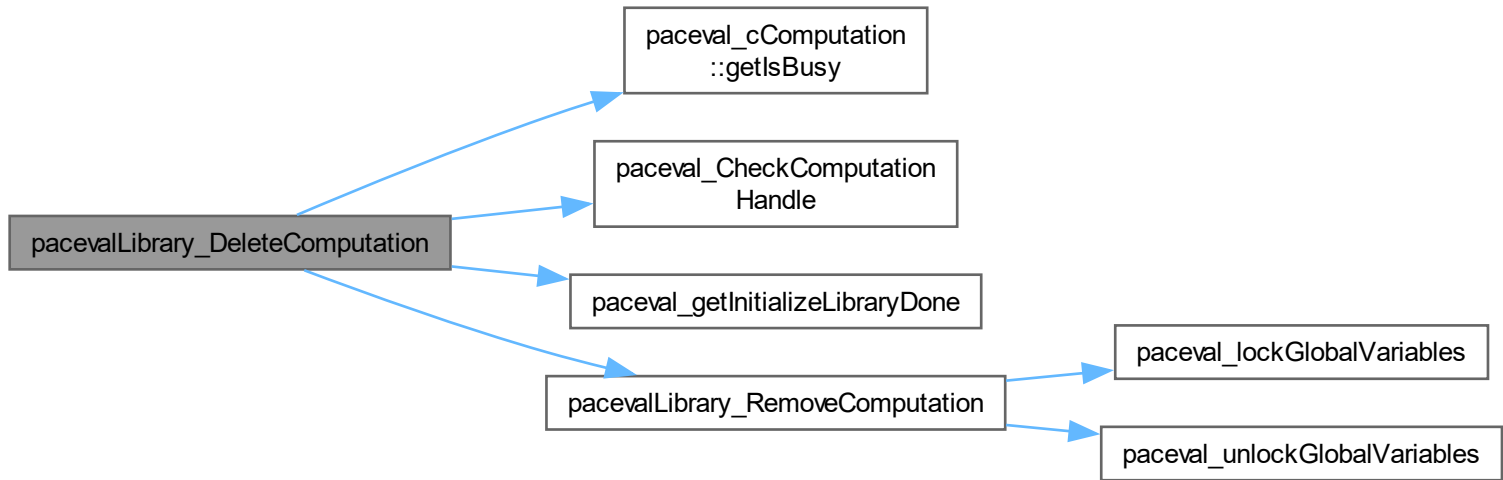 paceval_cComputation
::getIsBusy
paceval_CheckComputation
Handle
pacevalLibrary_DeleteComputation
paceval_getInitializeLibraryDone
paceval_lockGlobalVariables
pacevalLibrary_RemoveComputation
paceval_unlockGlobalVariables